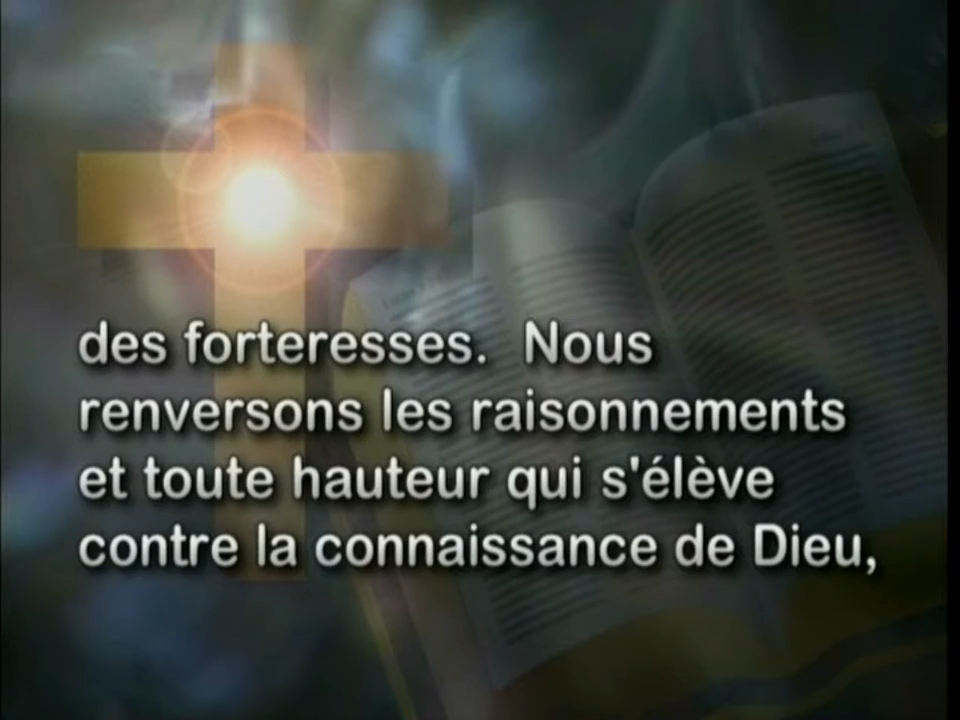 des forteresses. Nous
renversons les raisonnements
et toute hauteur qui s'élève
contre la connaissance de Dieu,